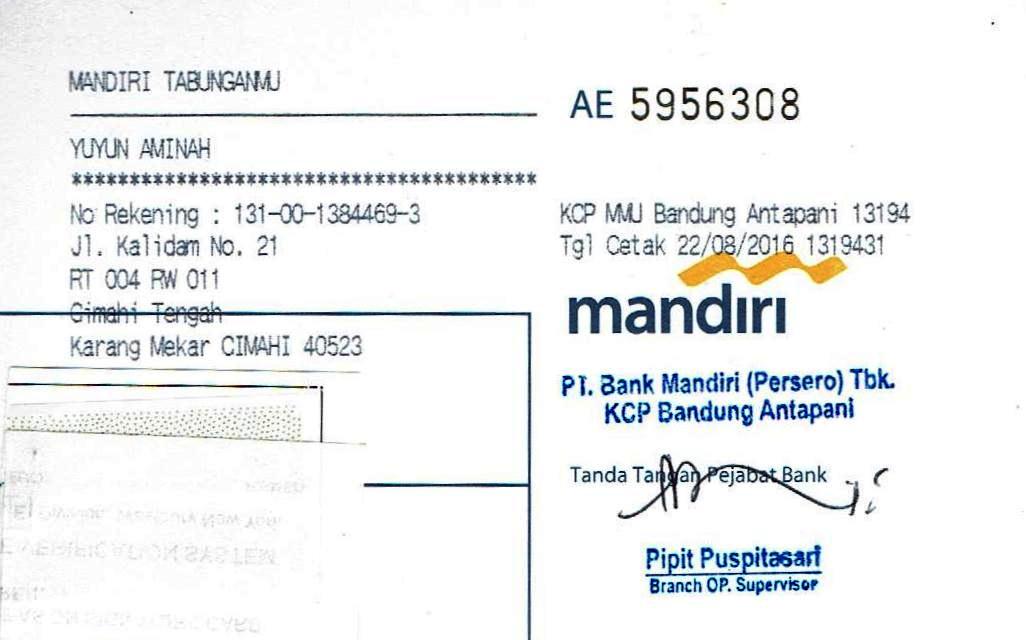 MANDIRI TABUNGANMU
AE 5956308
YUYUN AMINAH
****************************************
No Rekening : 131-00-1384469-3
Jl. Kalidam No. 21
RT 004 RW 011
Cimahi Tengah
Karang Mekar CIMAHI 40523
KCP MMU Bandung Antapani 13194
Tgl Cetak 22/08/2016 1319431
mandiri
PT. Bank Mandiri (Persero) Tbk.
KCP Bandung Antapani
Tanda Tangan Pejabat Bank
Pipit Puspitasari
Branch OP. Supervisor
VERIFICATION SYSTEM